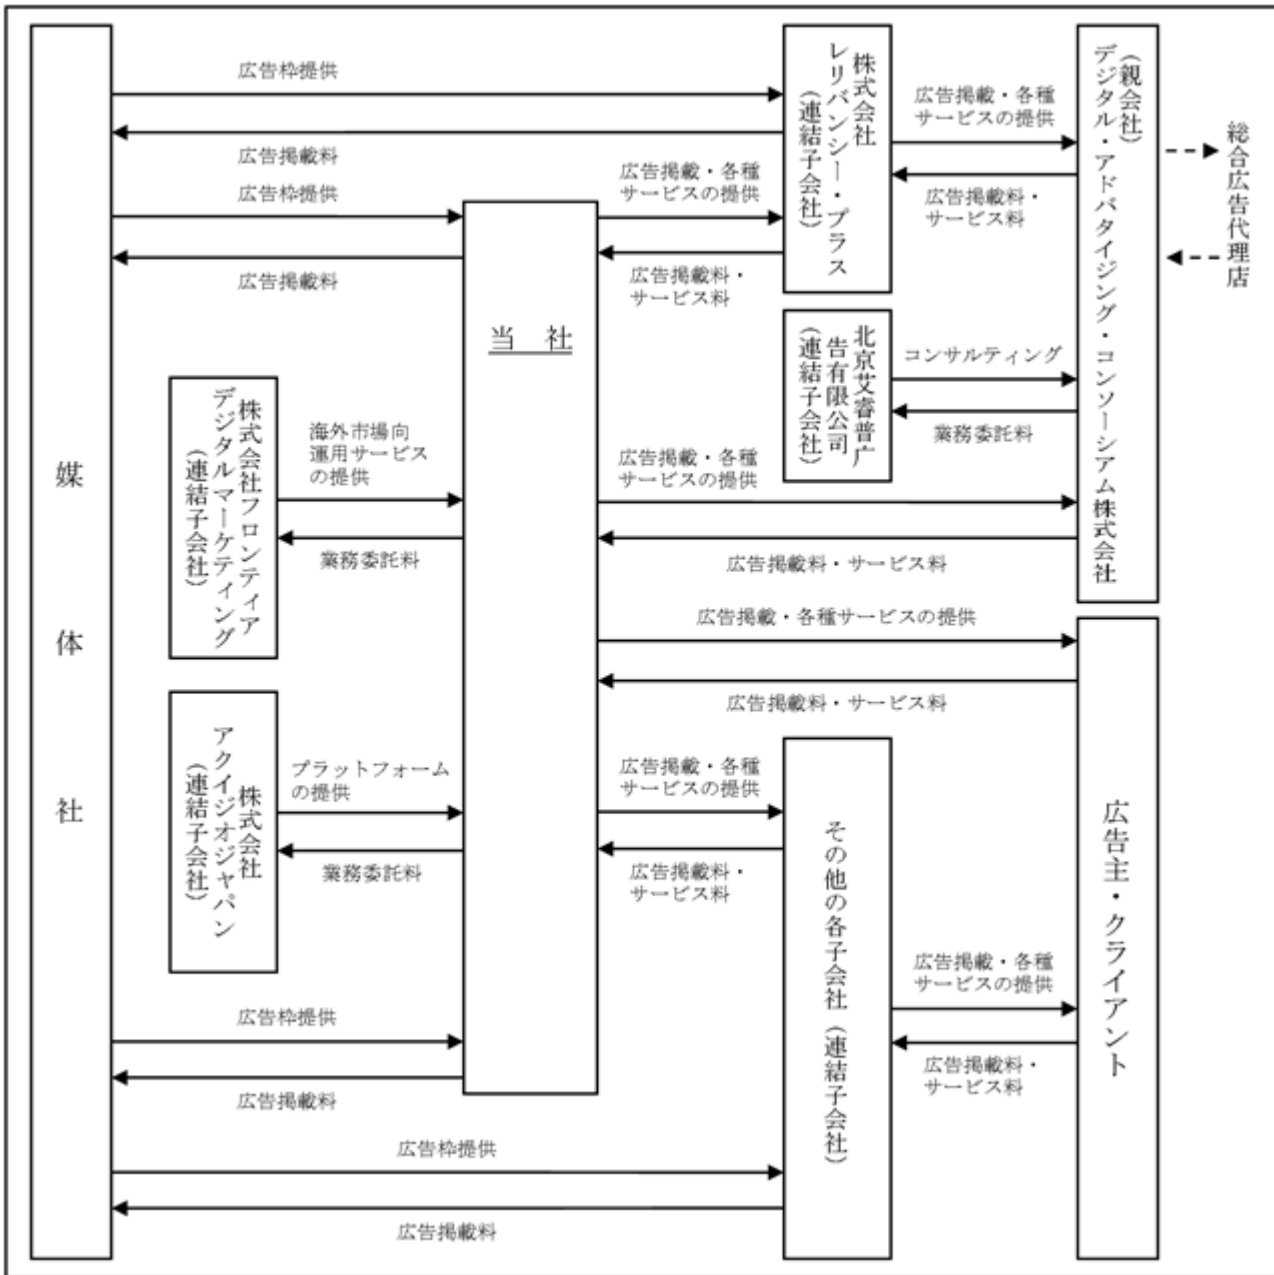 媒体社
広告枠提供
広告掲載料
広告枠提供
広告掲載料
株式会社
レリバンシー・プラス
(連結子会社)
広告掲載・各種
サービスの提供
広告掲載料・
サービス料
(親会社)
デジタル・アドバタイジング・コンソーシアム株式会社
総合広告代理店
広告掲載・各種
サービスの提供
広告掲載料・
サービス料
当 社
北京艾睿普广
告有限公司
(連結子会社)
コンサルティング
業務委託料
株式会社フロンティア
デジタルマーケティング
(連結子会社)
海外市場向
運用サービス
の提供
業務委託料
広告掲載・各種
サービスの提供
広告掲載料・サービス料
広告掲載・各種サービスの提供
広告掲載料・サービス料
株式会社
アクイジオジャパン
(連結子会社)
プラットフォーム
の提供
業務委託料
広告掲載・各種
サービスの提供
広告掲載料・
サービス料
その他の各子会社(連結子会社)
広告主・クライアント
広告掲載・各種
サービスの提供
広告掲載料・
サービス料
広告枠提供
広告掲載料
広告枠提供
広告掲載料